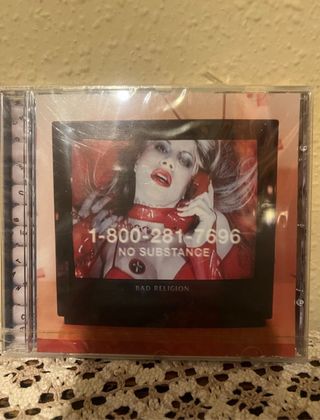 1-800-281-7696
NO SUBSTANCE
BAD RELIGION